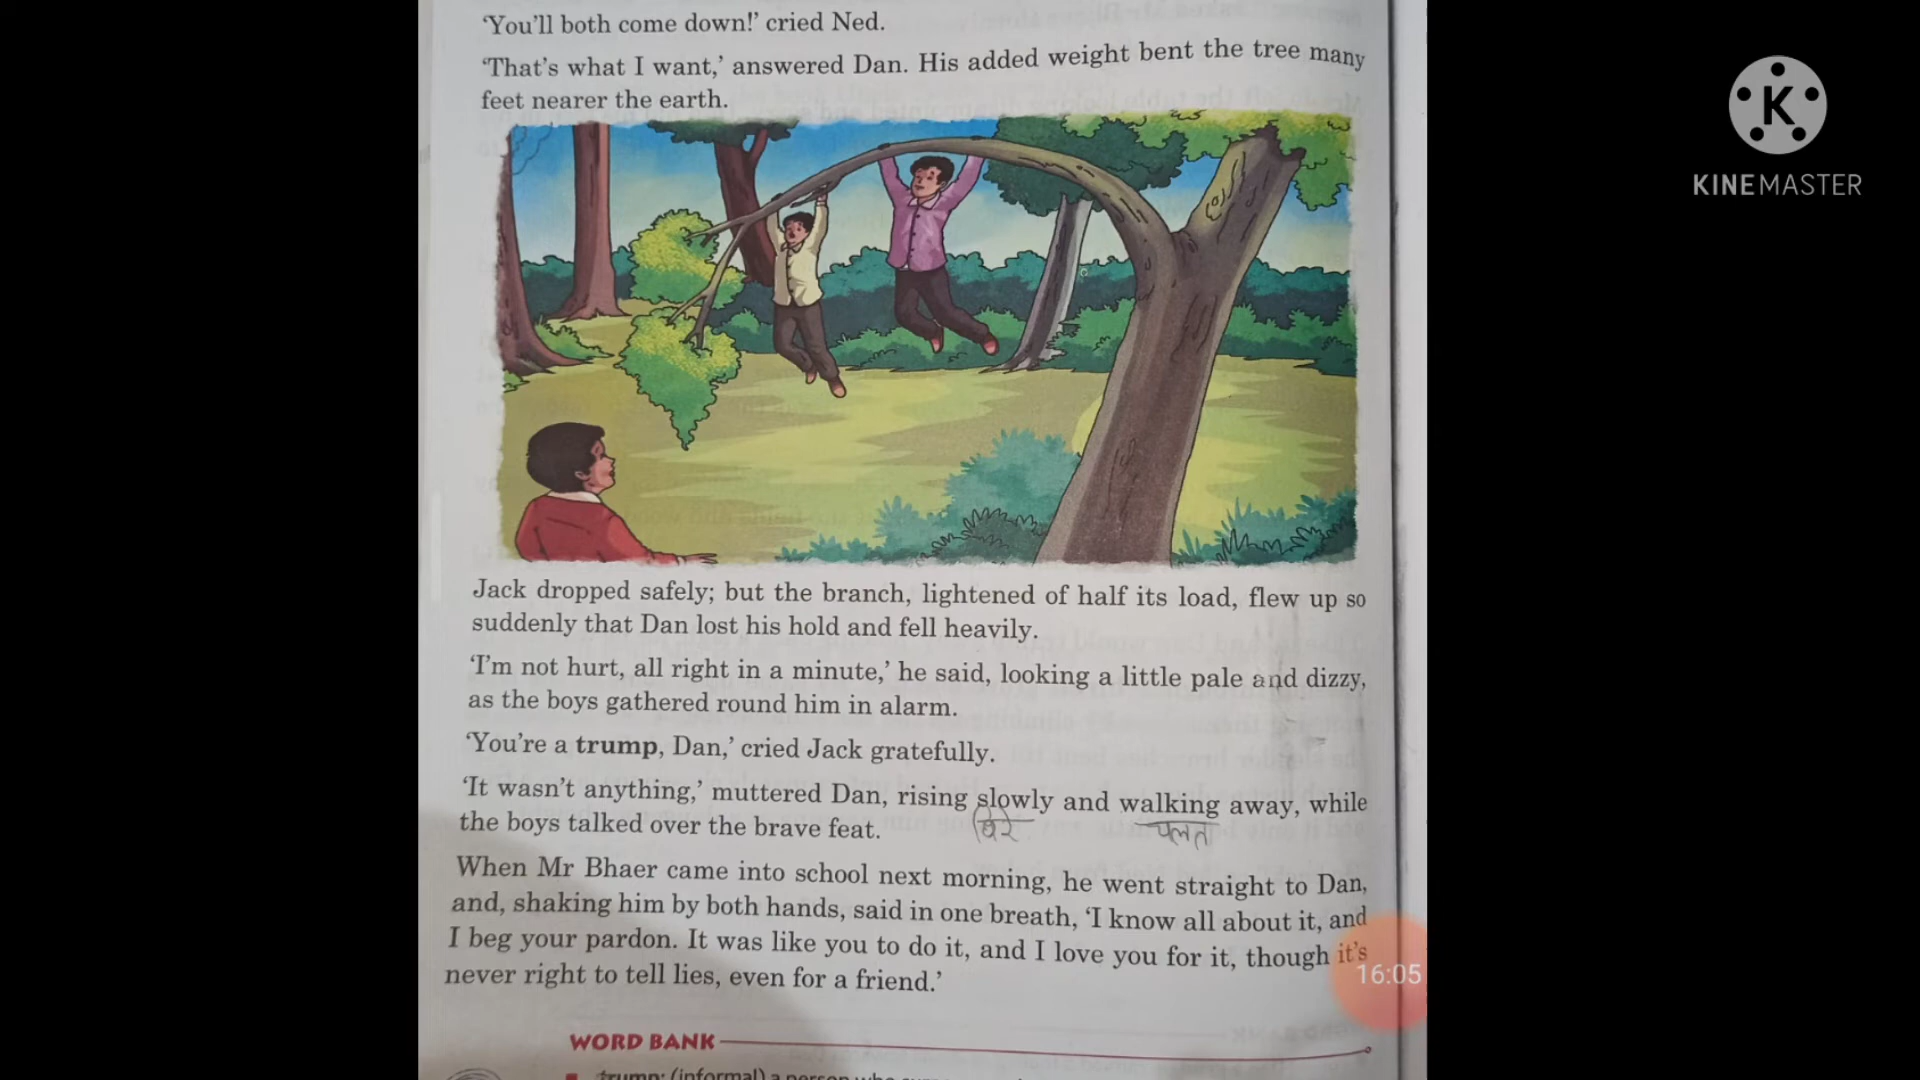 ‘You’ll both come down!’ cried Ned.
‘That’s what I want,’ answered Dan. His added weight bent the tree many
feet nearer the earth.
KINEMASTER
Jack dropped safely; but the branch, lightened of half its load, flew up so
suddenly that Dan lost his hold and fell heavily.
‘I’m not hurt, all right in a minute,’ he said, looking a little pale and dizzy,
as the boys gathered round him in alarm.
‘You’re a trump, Dan,’ cried Jack gratefully.
‘It wasn’t anything,’ muttered Dan, rising slowly and walking away, while
the boys talked over the brave feat.
When Mr Bhaer came into school next morning, he went straight to Dan,
and, shaking him by both hands, said in one breath, ‘I know all about it, and
I beg your pardon. It was like you to do it, and I love you for it, though it’s
never right to tell lies, even for a friend.’
16:05
WORD BANK
trump: (informal) a person who